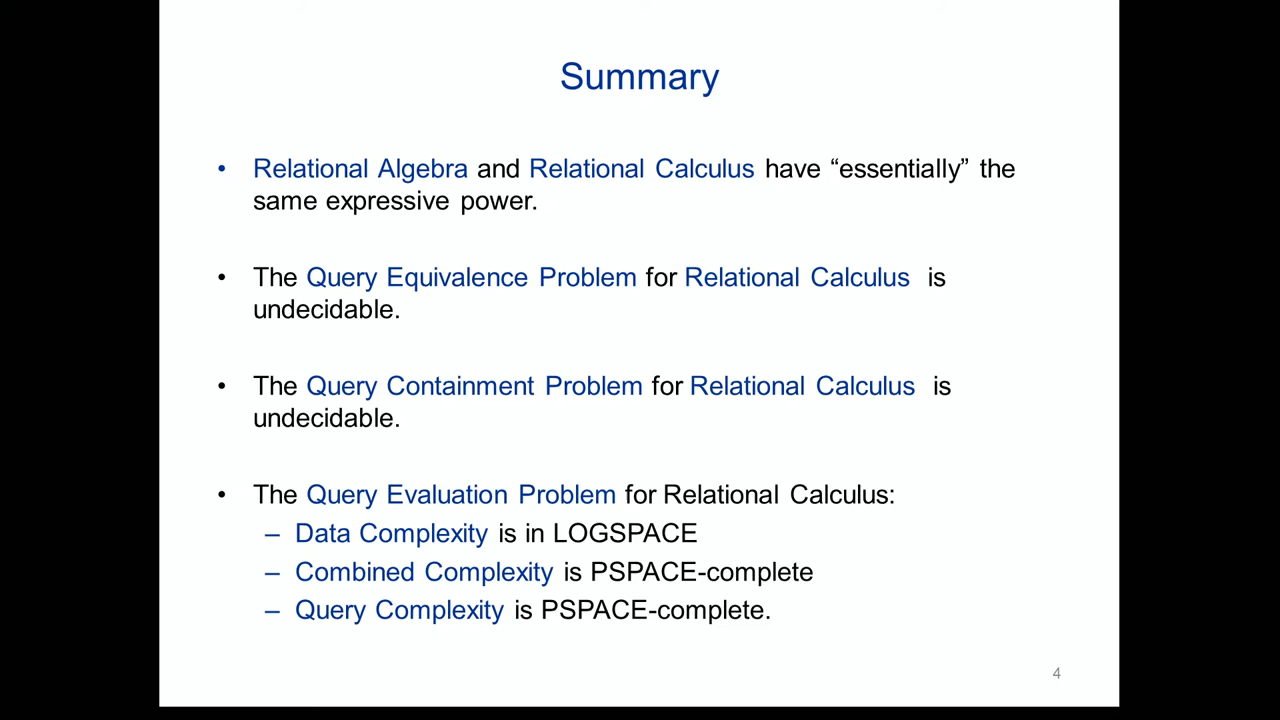 Summary
• Relational Algebra and Relational Calculus have “essentially” the
same expressive power.
• The Query Equivalence Problem for Relational Calculus is
undecidable.
• The Query Containment Problem for Relational Calculus is
undecidable.
• The Query Evaluation Problem for Relational Calculus:
– Data Complexity is in LOGSPACE
– Combined Complexity is PSPACE-complete
– Query Complexity is PSPACE-complete.
4